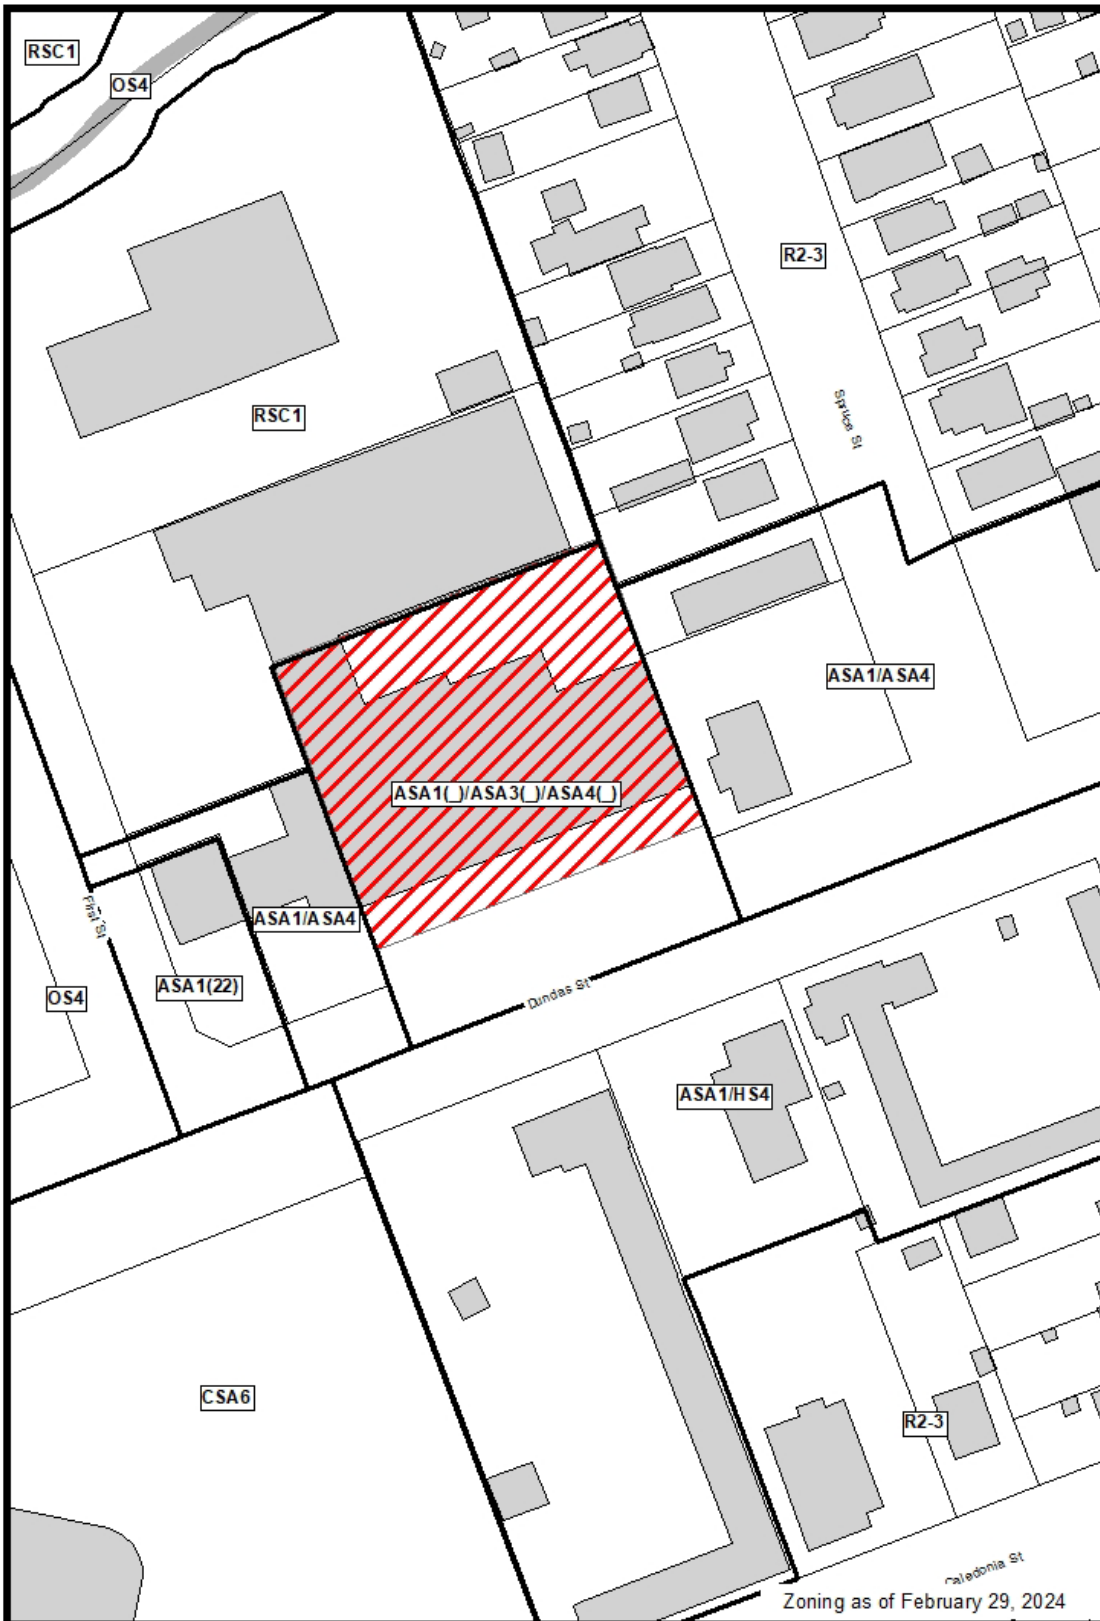 RSC1
OS4
R2-3
Spruce St
RSC1
ASA1/ASA4
ASA1(_)/ASA3(_)/ASA4(_)
First St
ASA1/ASA4
ASA1(22)
OS4
Dundas St
ASA1/HS4
CSA6
R2-3
Caledonia St
Zoning as of February 29, 2024